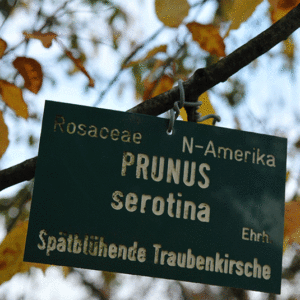 Rosaceae N-Amerika
PRUNUS
serotina
Ehrh.
Spätblühende Traubenkirsche